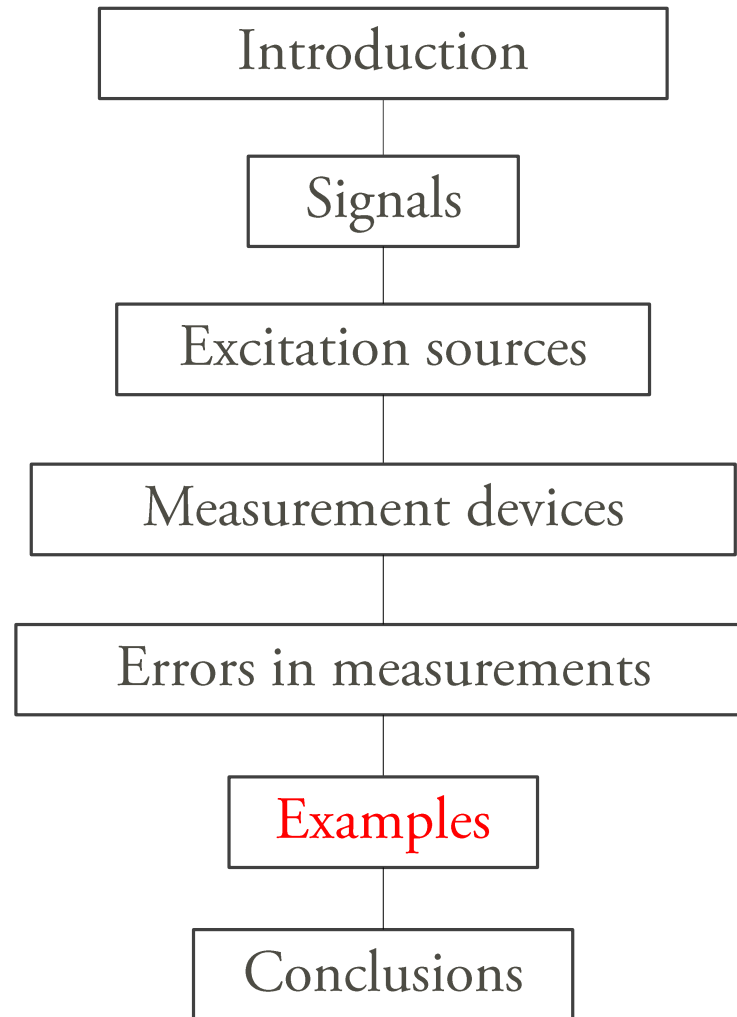 Introduction
Signals
Excitation sources
Measurement devices
Errors in measurements
Examples
Conclusions